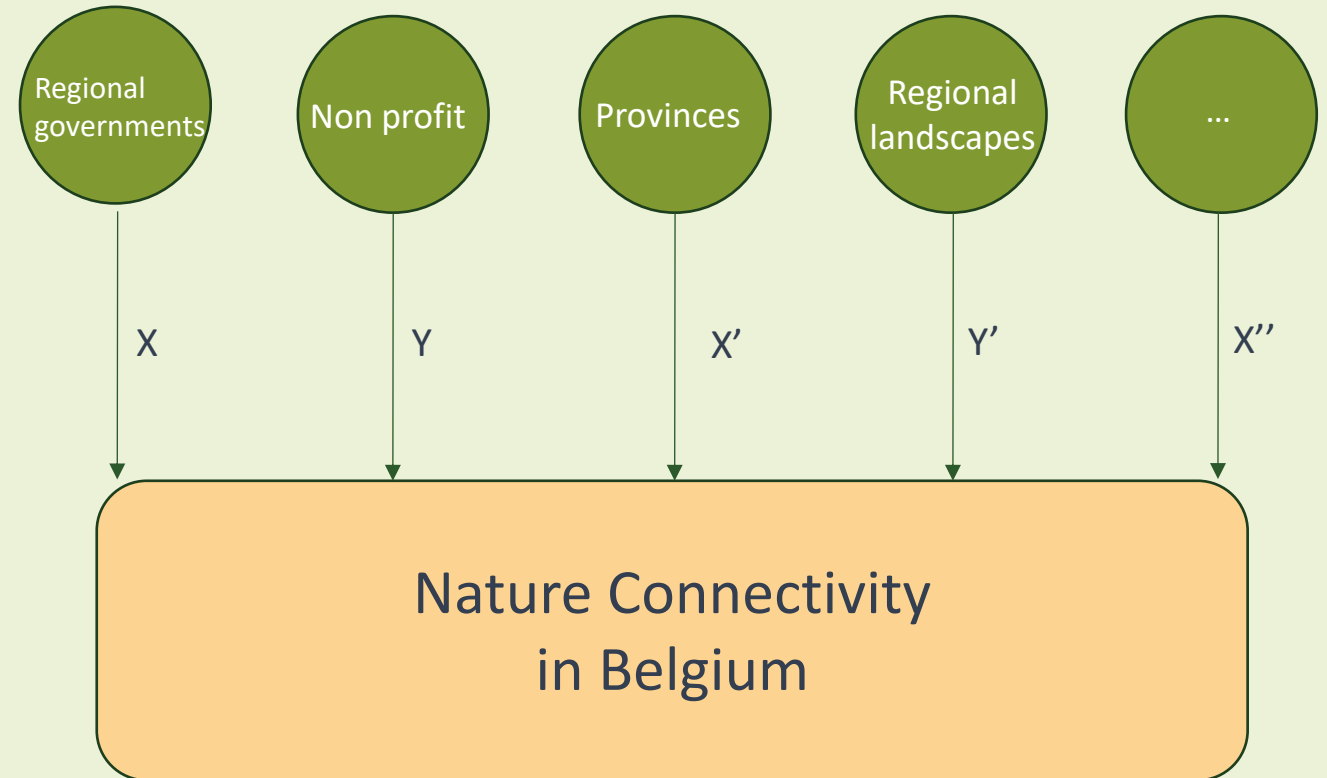 Regional
governments
Non profit
Provinces
Regional
landscapes
…
X
Y
X’
Y’
X’’
Nature Connectivity
in Belgium